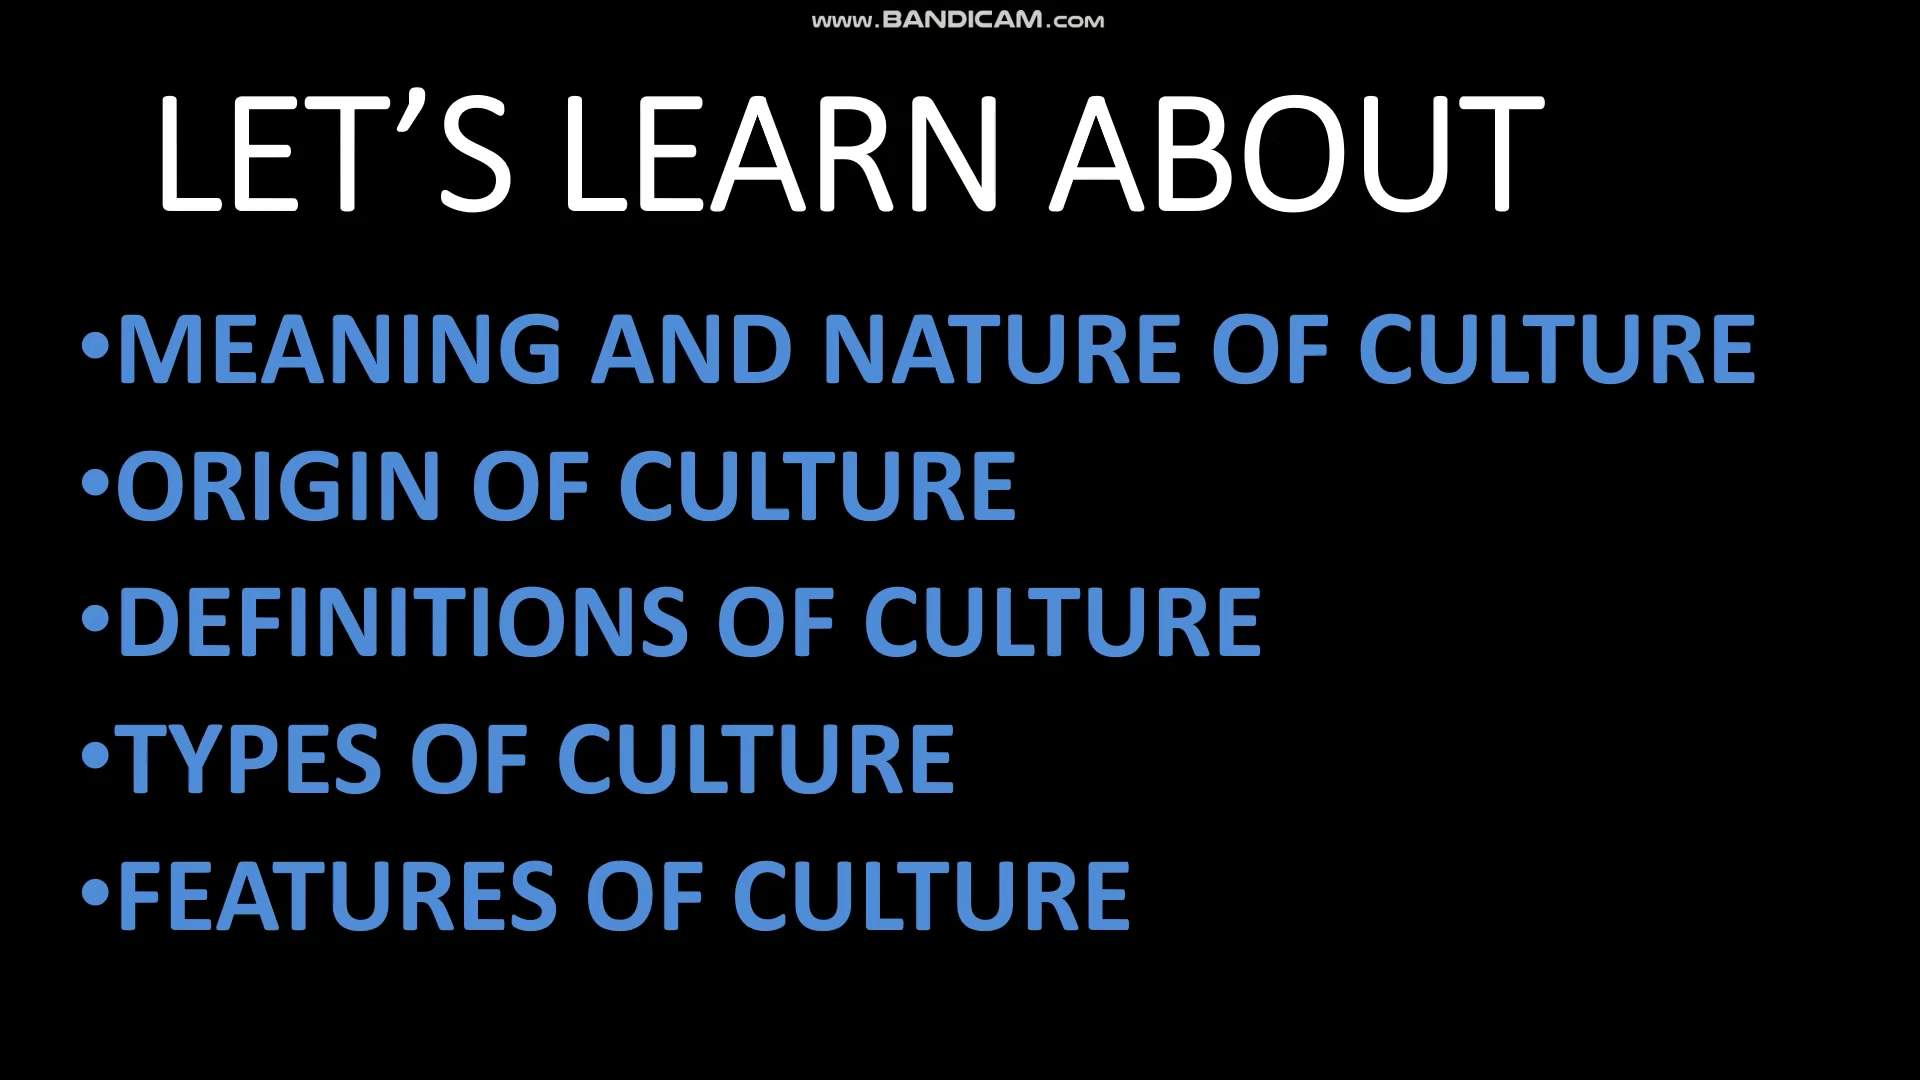 www.BANDICAM.com
LET’S LEARN ABOUT
•MEANING AND NATURE OF CULTURE
•ORIGIN OF CULTURE
•DEFINITIONS OF CULTURE
•TYPES OF CULTURE
•FEATURES OF CULTURE